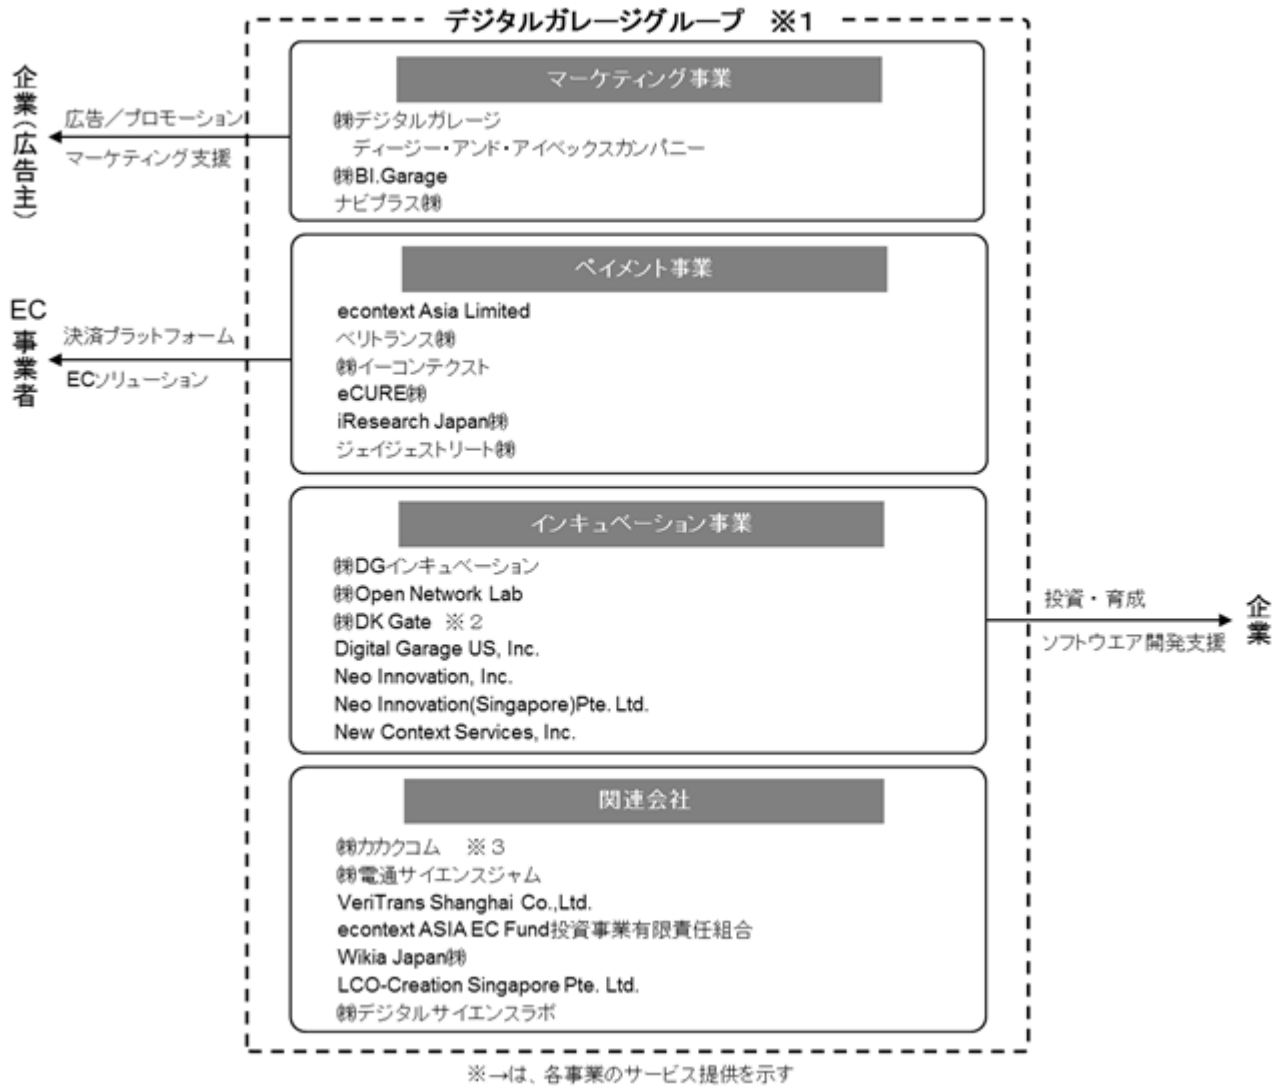 デジタルガレージグループ ※1
マーケティング事業
㈱デジタルガレージ
ディージー・アンド・アイベックスカンパニー
㈱BI.Garage
ナビプラス㈱
企業(広告主)
広告/プロモーション
マーケティング支援
ペイメント事業
econtext Asia Limited
ベリトランス㈱
㈱イーコンテクスト
eCURE㈱
iResearch Japan㈱
ジェイジェストリート㈱
EC事業者
決済プラットフォーム
ECソリューション
インキュベーション事業
㈱DGインキュベーション
㈱Open Network Lab
㈱DK Gate ※2
Digital Garage US, Inc.
Neo Innovation, Inc.
Neo Innovation(Singapore)Pte. Ltd.
New Context Services, Inc.
投資・育成
ソフトウエア開発支援
企業
関連会社
㈱カカクコム ※3
㈱電通サイエンスジャム
VeriTrans Shanghai Co.,Ltd.
econtext ASIA EC Fund投資事業有限責任組合
Wikia Japan㈱
LCO-Creation Singapore Pte. Ltd.
㈱デジタルサイエンスラボ
※→は、各事業のサービス提供を示す